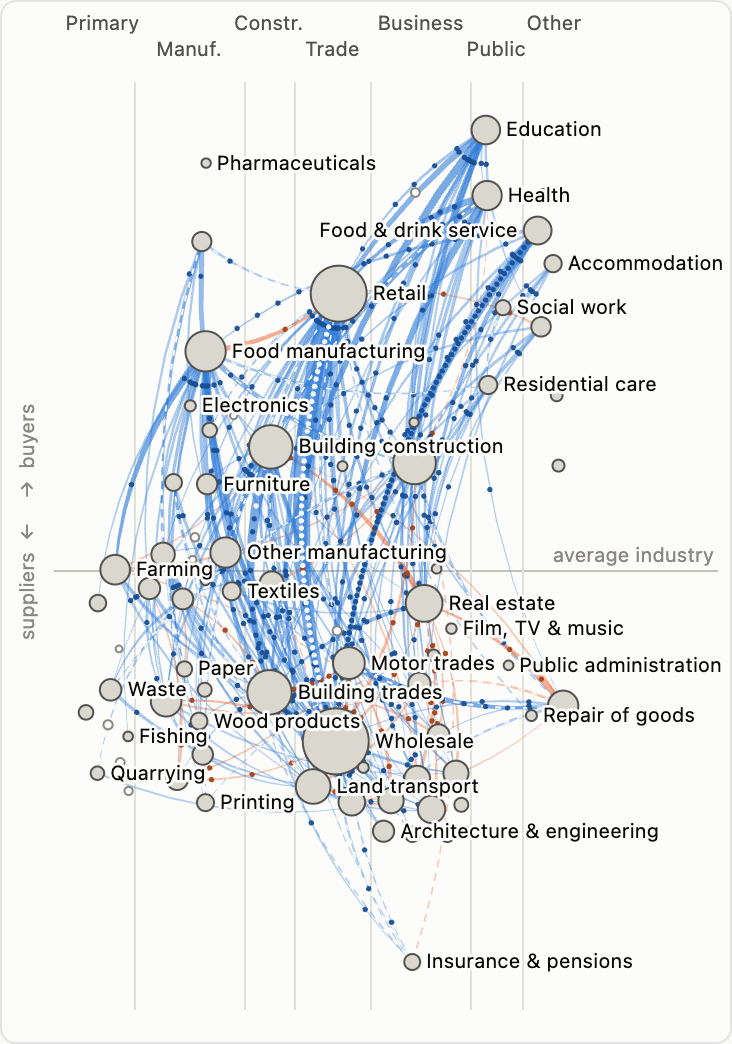 Primary
Constr.
Business
Other
Manuf.
Trade
Public
Education
Pharmaceuticals
Health
Food & drink service
Accommodation
Retail
Social work
Food manufacturing
Residential care
Electronics
Building construction
Furniture
suppliers ← → buyers
Other manufacturing
average industry
Farming
Textiles
Real estate
Film, TV & music
Motor trades
Public administration
Paper
Waste
Building trades
Repair of goods
Wood products
Fishing
Wholesale
Quarrying
Land transport
Printing
Architecture & engineering
Insurance & pensions